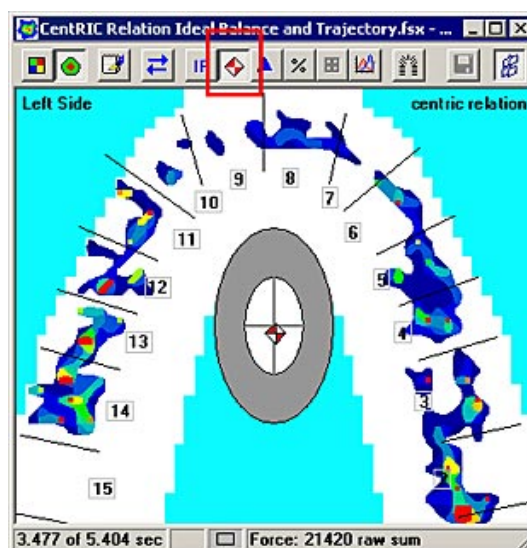 CentRIC Relation Ideal Balance and Trajectory.fsx - ...
Left Side
centric relation
9
8
10
7
11
6
12
5
13
4
14
3
15
2
3.477 of 5.404 sec
Force: 21420 raw sum